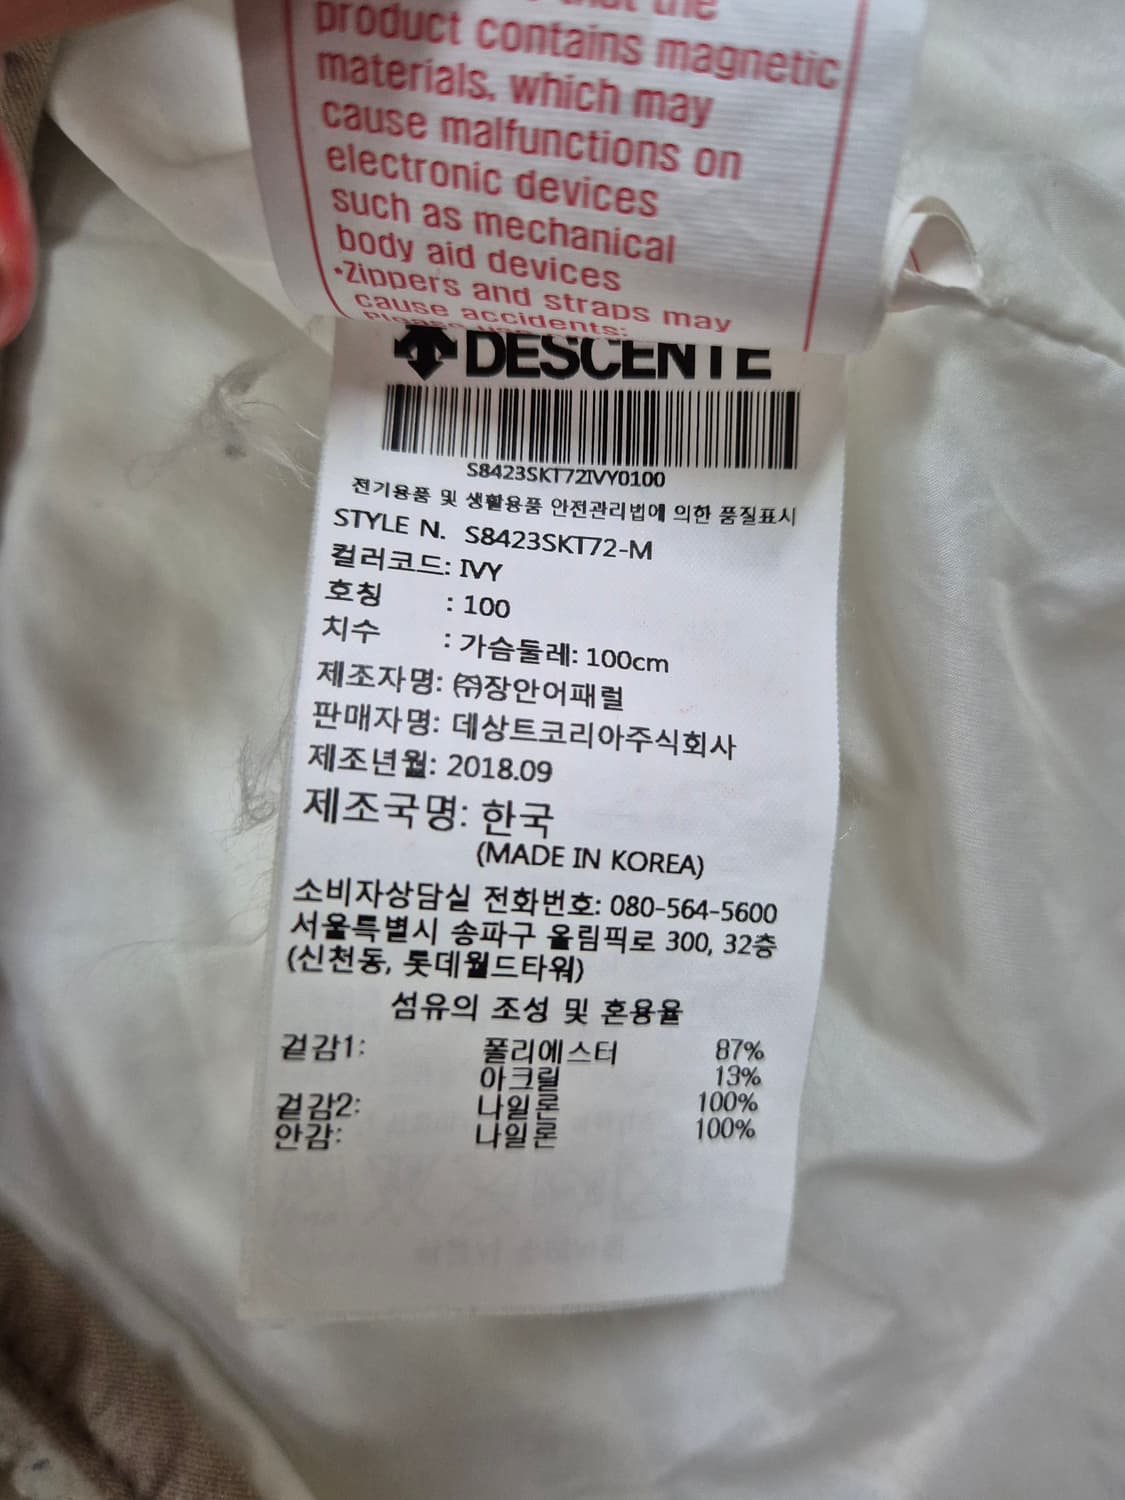 that the
product contains magnetic
materials, which may
cause malfunctions on
electronic devices
such as mechanical
body aid devices
•Zippers and straps may
cause accidents:
DESCENTE
S8423SKT72IVY0100
전기용품 및 생활용품 안전관리법에 의한 품질표시
STYLE N. S8423SKT72-M
컬러코드: IVY
호칭 : 100
치수 : 가슴둘레: 100cm
제조자명: ㈜장안어패럴
판매자명: 데상트코리아주식회사
제조년월: 2018.09
제조국명: 한국
(MADE IN KOREA)
소비자상담실 전화번호: 080-564-5600
서울특별시 송파구 올림픽로 300, 32층
(신천동, 롯데월드타워)
섬유의 조성 및 혼용율
겉감1: 폴리에스터 87%
아크릴 13%
겉감2: 나일론 100%
안감: 나일론 100%